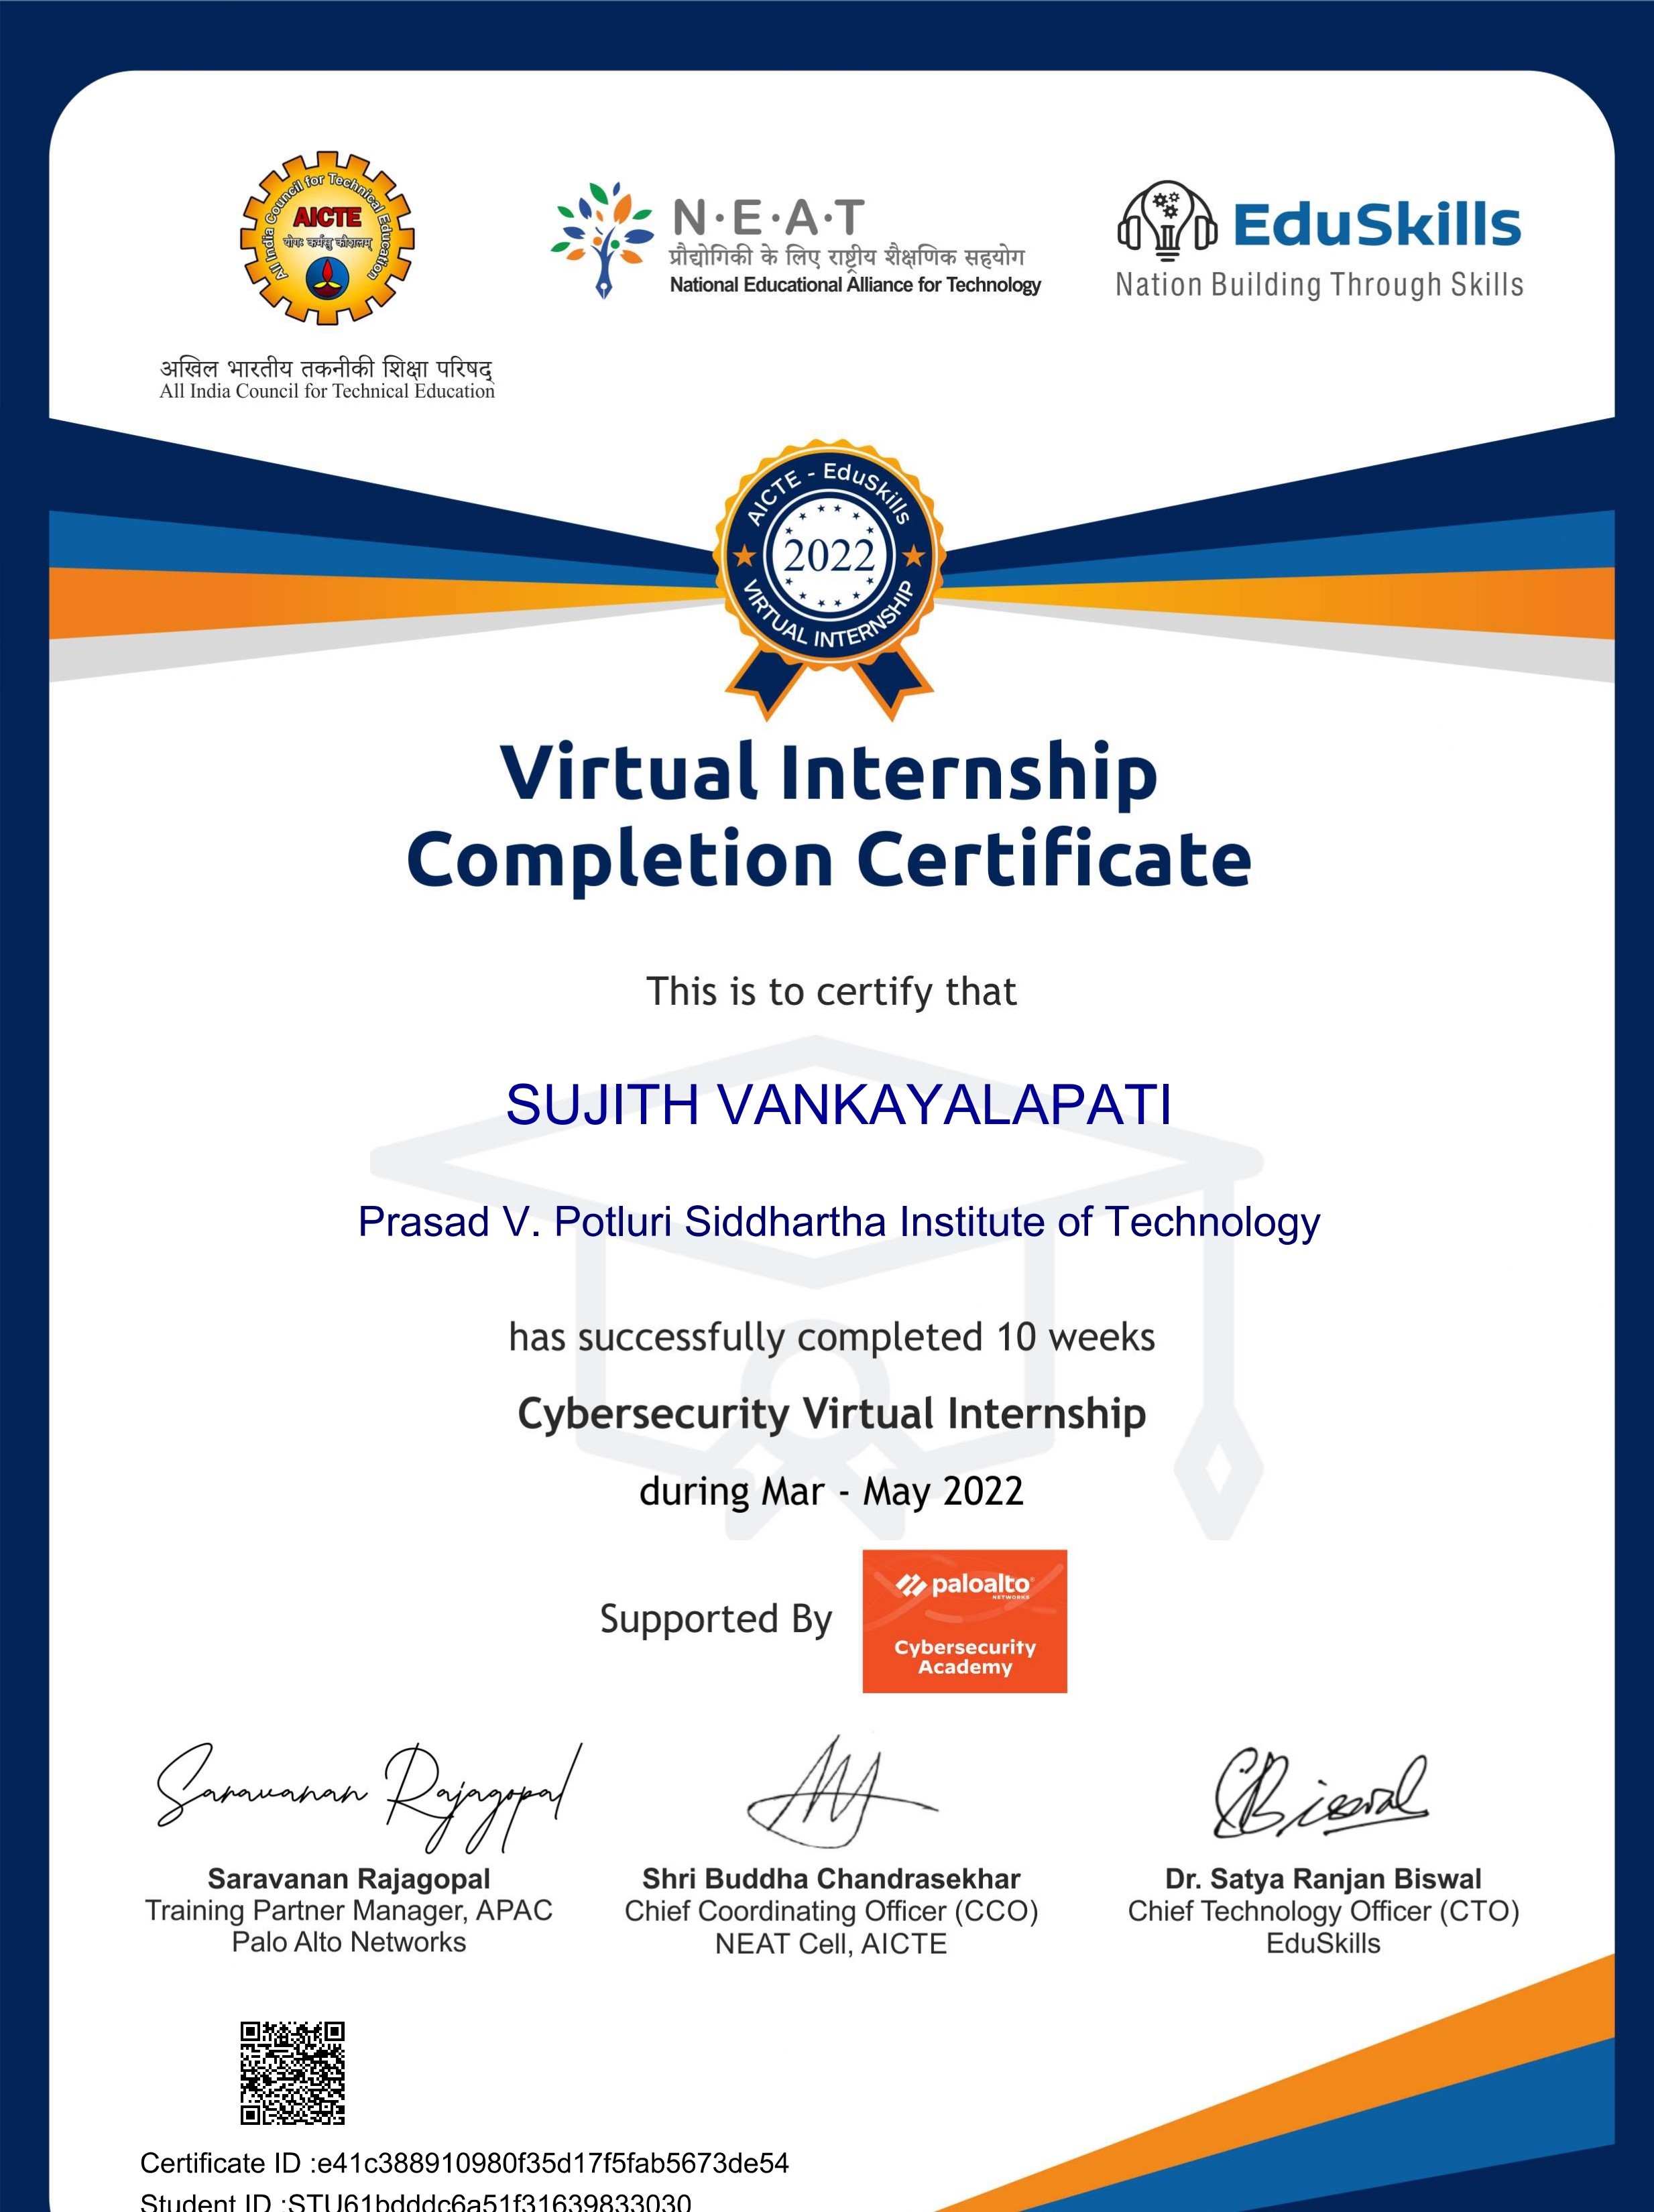 All India Council for Technical Education
AICTE
योगः कर्मसु कौशलम्
अखिल भारतीय तकनीकी शिक्षा परिषद्
All India Council for Technical Education
N·E·A·T
प्रौद्योगिकी के लिए राष्ट्रीय शैक्षणिक सहयोग
National Educational Alliance for Technology
EduSkills
Nation Building Through Skills
AICTE - EduSkills
2022
VIRTUAL INTERNSHIP
Virtual Internship
Completion Certificate
This is to certify that
SUJITH VANKAYALAPATI
Prasad V. Potluri Siddhartha Institute of Technology
has successfully completed 10 weeks
Cybersecurity Virtual Internship
during Mar - May 2022
Supported By
paloalto
NETWORKS
Cybersecurity
Academy
Saravanan Rajagopal
Saravanan Rajagopal
Training Partner Manager, APAC
Palo Alto Networks
Shri Buddha Chandrasekhar
Chief Coordinating Officer (CCO)
NEAT Cell, AICTE
SRBiswal
Dr. Satya Ranjan Biswal
Chief Technology Officer (CTO)
EduSkills
Certificate ID :e41c388910980f35d17f5fab5673de54
Student ID :STU61bdddc6a51f31639833030